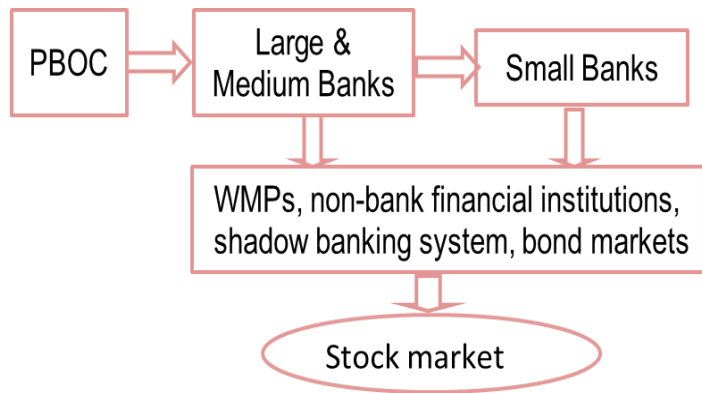 PBOC
Large &
Medium Banks
Small Banks
WMPs, non-bank financial institutions,
shadow banking system, bond markets
Stock market